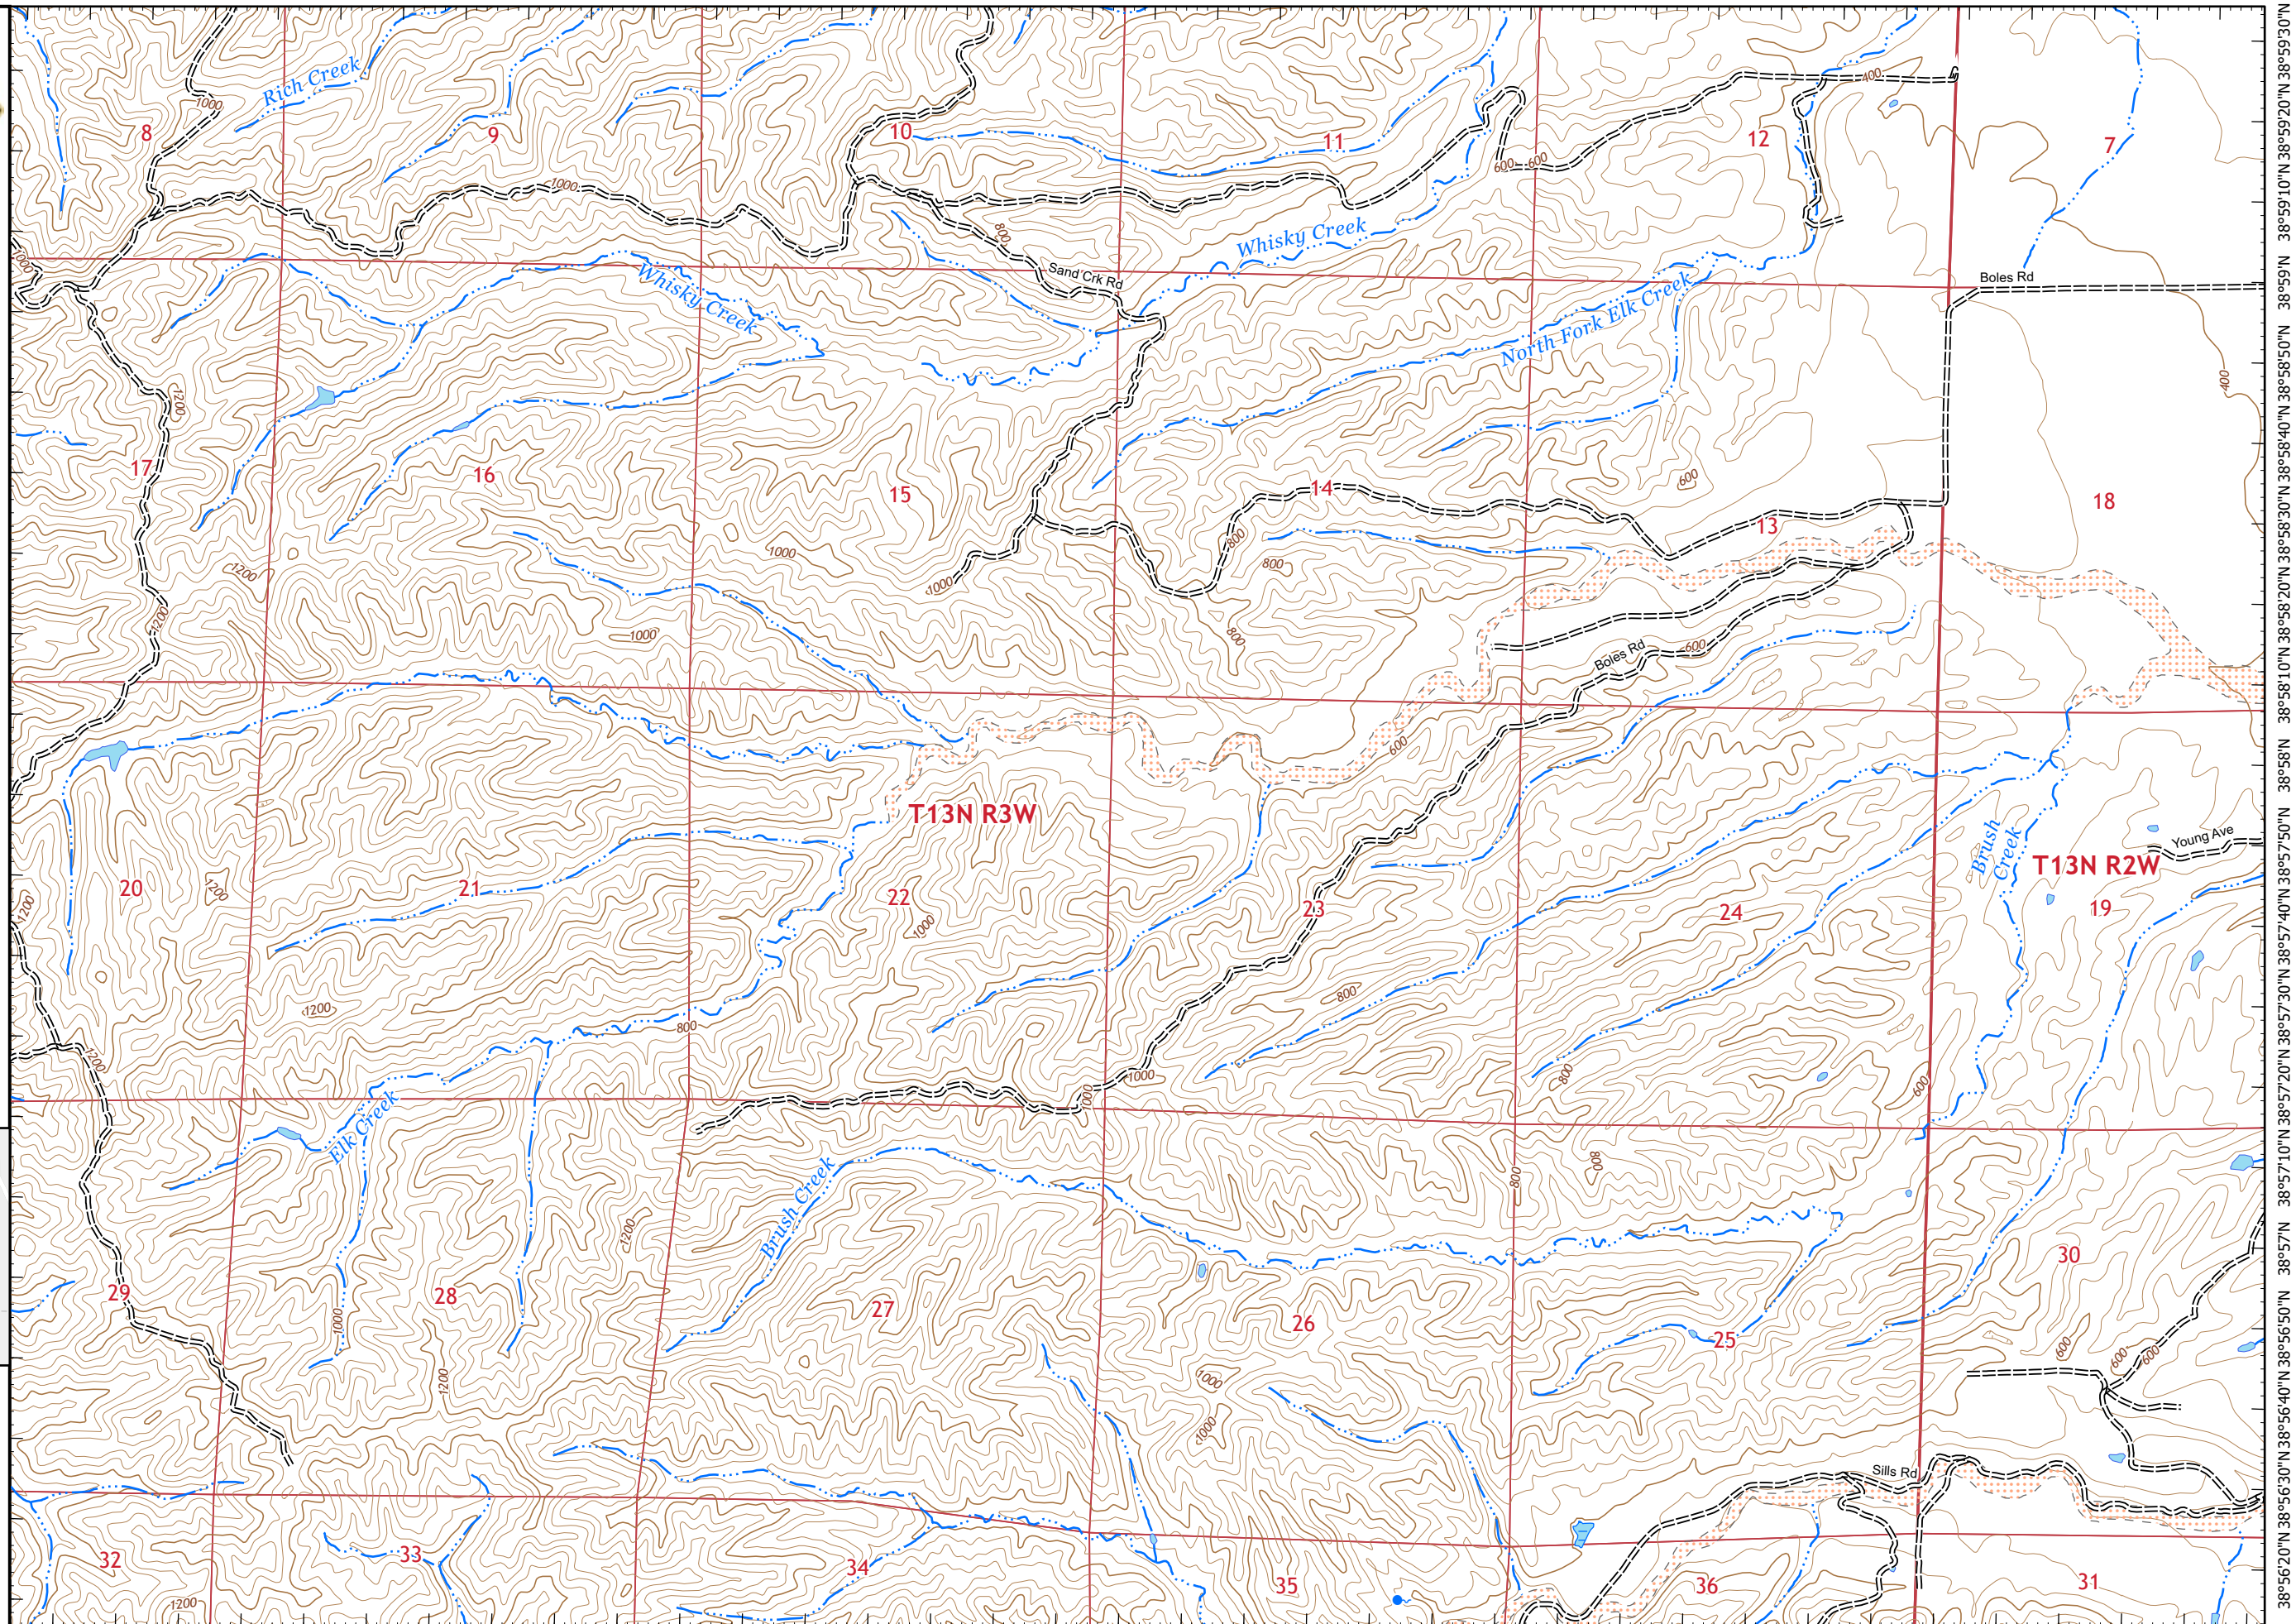 Rich Creek
1000
8
9
10
11
12
400
7
600
600
1000
1000
800
Whisky Creek
Whisky Creek
Sand Crk Rd
North Fork Elk Creek
Boles Rd
400
1200
17
16
15
14
600
13
18
1000
1200
1000
800
800
1200
1000
800
Boles Rd
600
600
T13N R3W
T13N R2W
Brush
Creek
Young Ave
20
1200
1200
21
22
1000
23
24
19
1200
800
800
1200
1000
1000
800
600
Elk Creek
Brush Creek
800
800
1200
29
28
27
26
25
30
1000
1200
1000
1000
600
600
600
Sills Rd
32
33
34
35
36
31
1200
38°59'30"N
38°59'20"N
38°59'10"N
38°59'N
38°58'50"N
38°58'40"N
38°58'30"N
38°58'20"N
38°58'10"N
38°58'N
38°57'50"N
38°57'40"N
38°57'30"N
38°57'20"N
38°57'10"N
38°57'N
38°56'50"N
38°56'40"N
38°56'30"N
38°56'20"N